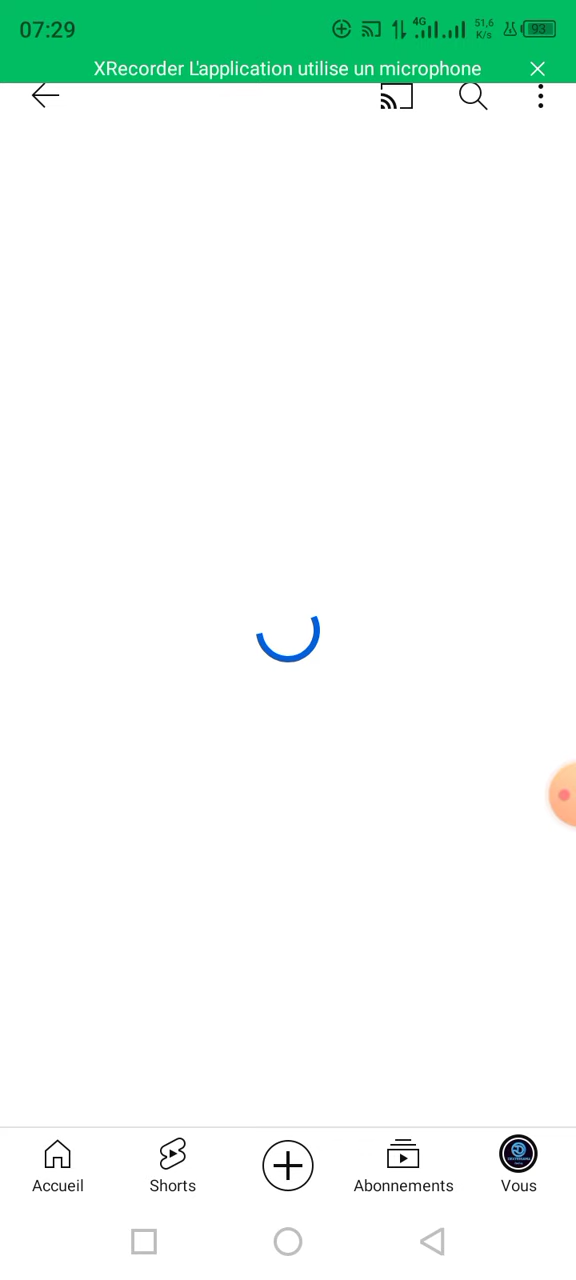 07:29
4G
51,6
K/s
93
XRecorder L'application utilise un microphone
Accueil
Shorts
Abonnements
Vous